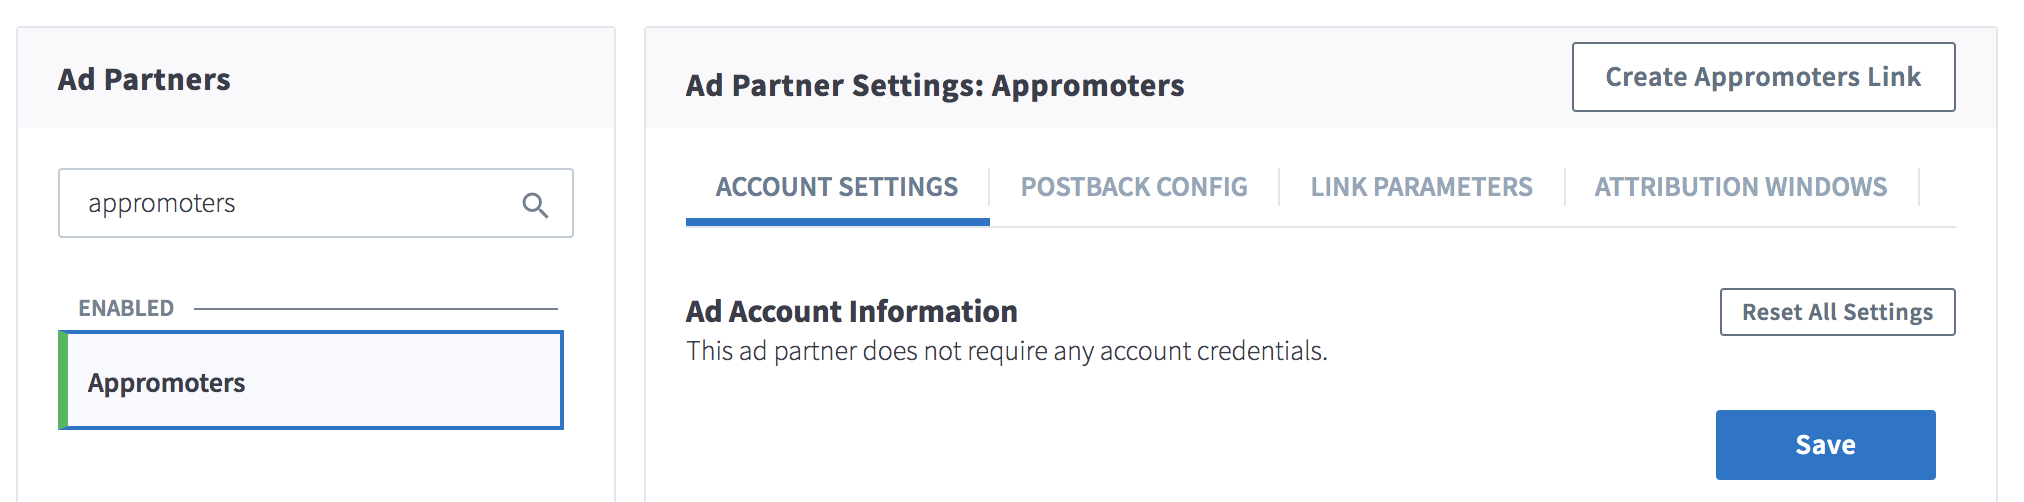 Ad Partners
appromoters
ENABLED
Appromoters
Ad Partner Settings: Appromoters
Create Appromoters Link
ACCOUNT SETTINGS
POSTBACK CONFIG
LINK PARAMETERS
ATTRIBUTION WINDOWS
Ad Account Information
Reset All Settings
This ad partner does not require any account credentials.
Save